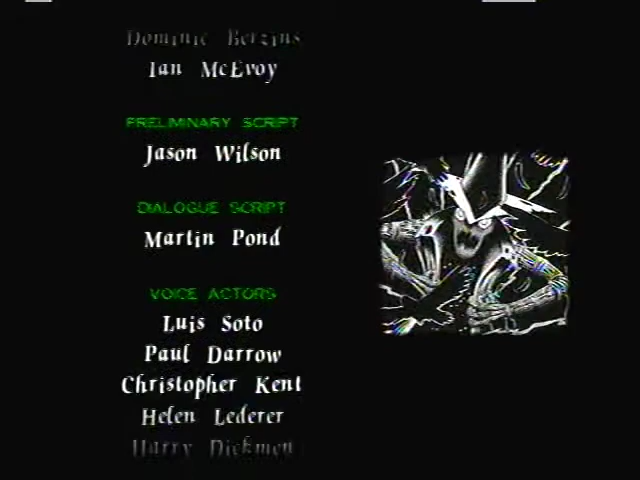 Dominic Berzins
Ian McEvoy
PRELIMINARY SCRIPT
Jason Wilson
DIALOGUE SCRIPT
Martin Pond
VOICE ACTORS
Luis Soto
Paul Darrow
Christopher Kent
Helen Lederer
Harry Dickmen